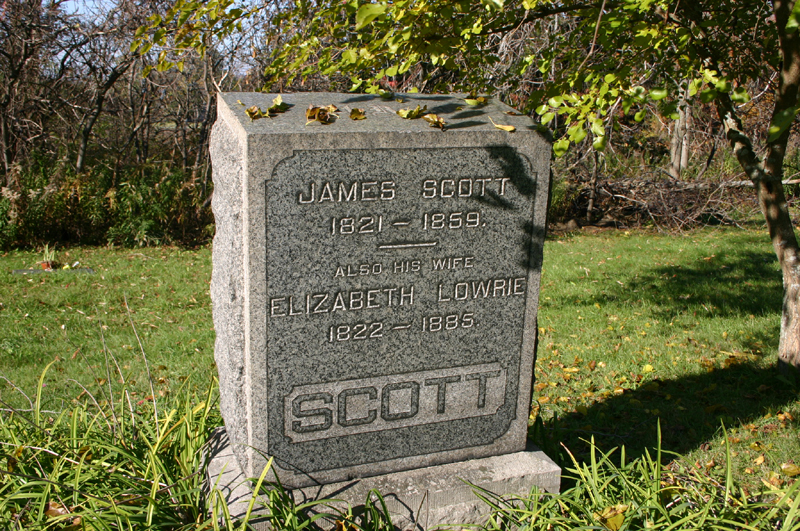 JAMES SCOTT
1821 – 1859.
ALSO HIS WIFE
ELIZABETH LOWRIE
1822 – 1885.
SCOTT